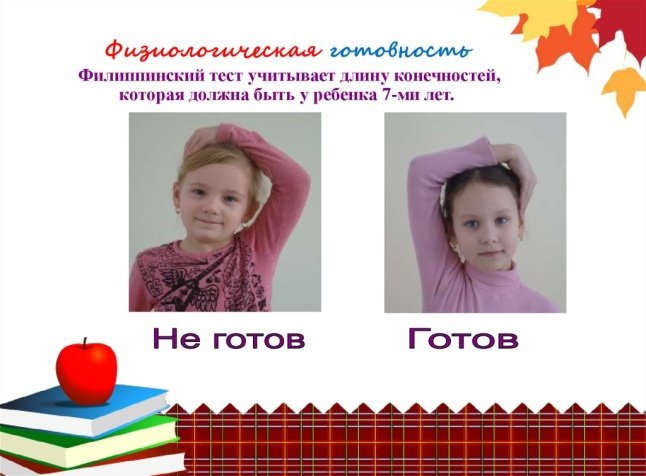 Физиологическая готовность
Филиппинский тест учитывает длину конечностей,
которая должна быть у ребенка 7-ми лет.
Не готов
Готов